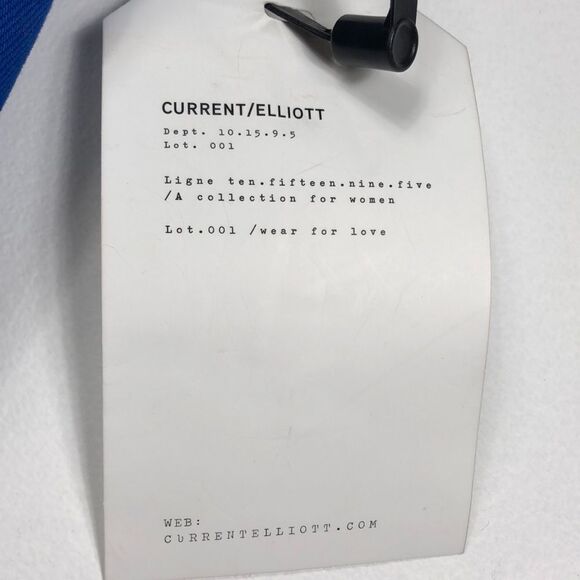 CURRENT/ELLIOTT
Dept. 10.15.9.5
Lot. 001
Ligne ten.fifteen.nine.five
/A collection for women
Lot.001 /wear for love
WEB:
CURRENTELLIOTT.COM